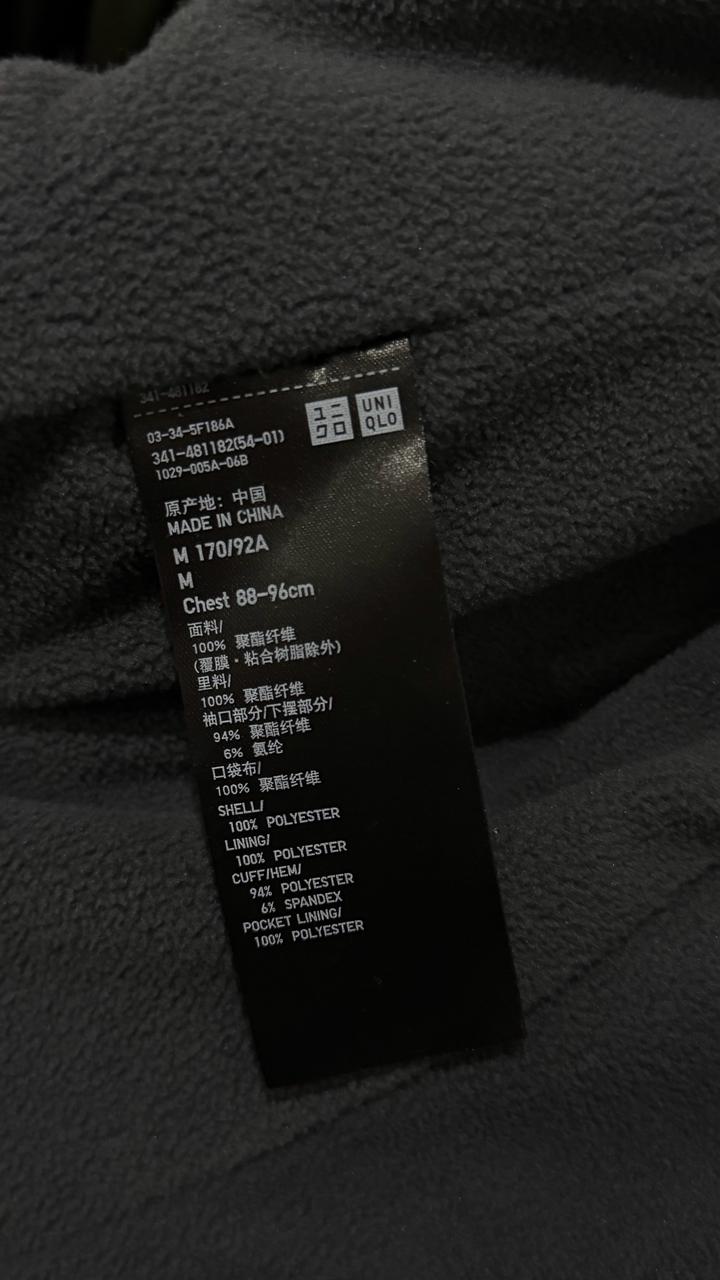 341-481182
03-34-5F186A
341-481182(54-01)
1029-005A-06B
ユニ
クロ
UNI
QLO
原产地：中国
MADE IN CHINA
M 170/92A
M
Chest 88-96cm
面料/
100% 聚酯纤维
(覆膜·粘合树脂除外)
里料/
100% 聚酯纤维
袖口部分/下摆部分/
94% 聚酯纤维
6% 氨纶
口袋布/
100% 聚酯纤维
SHELL/
100% POLYESTER
LINING/
100% POLYESTER
CUFF/HEM/
94% POLYESTER
6% SPANDEX
POCKET LINING/
100% POLYESTER